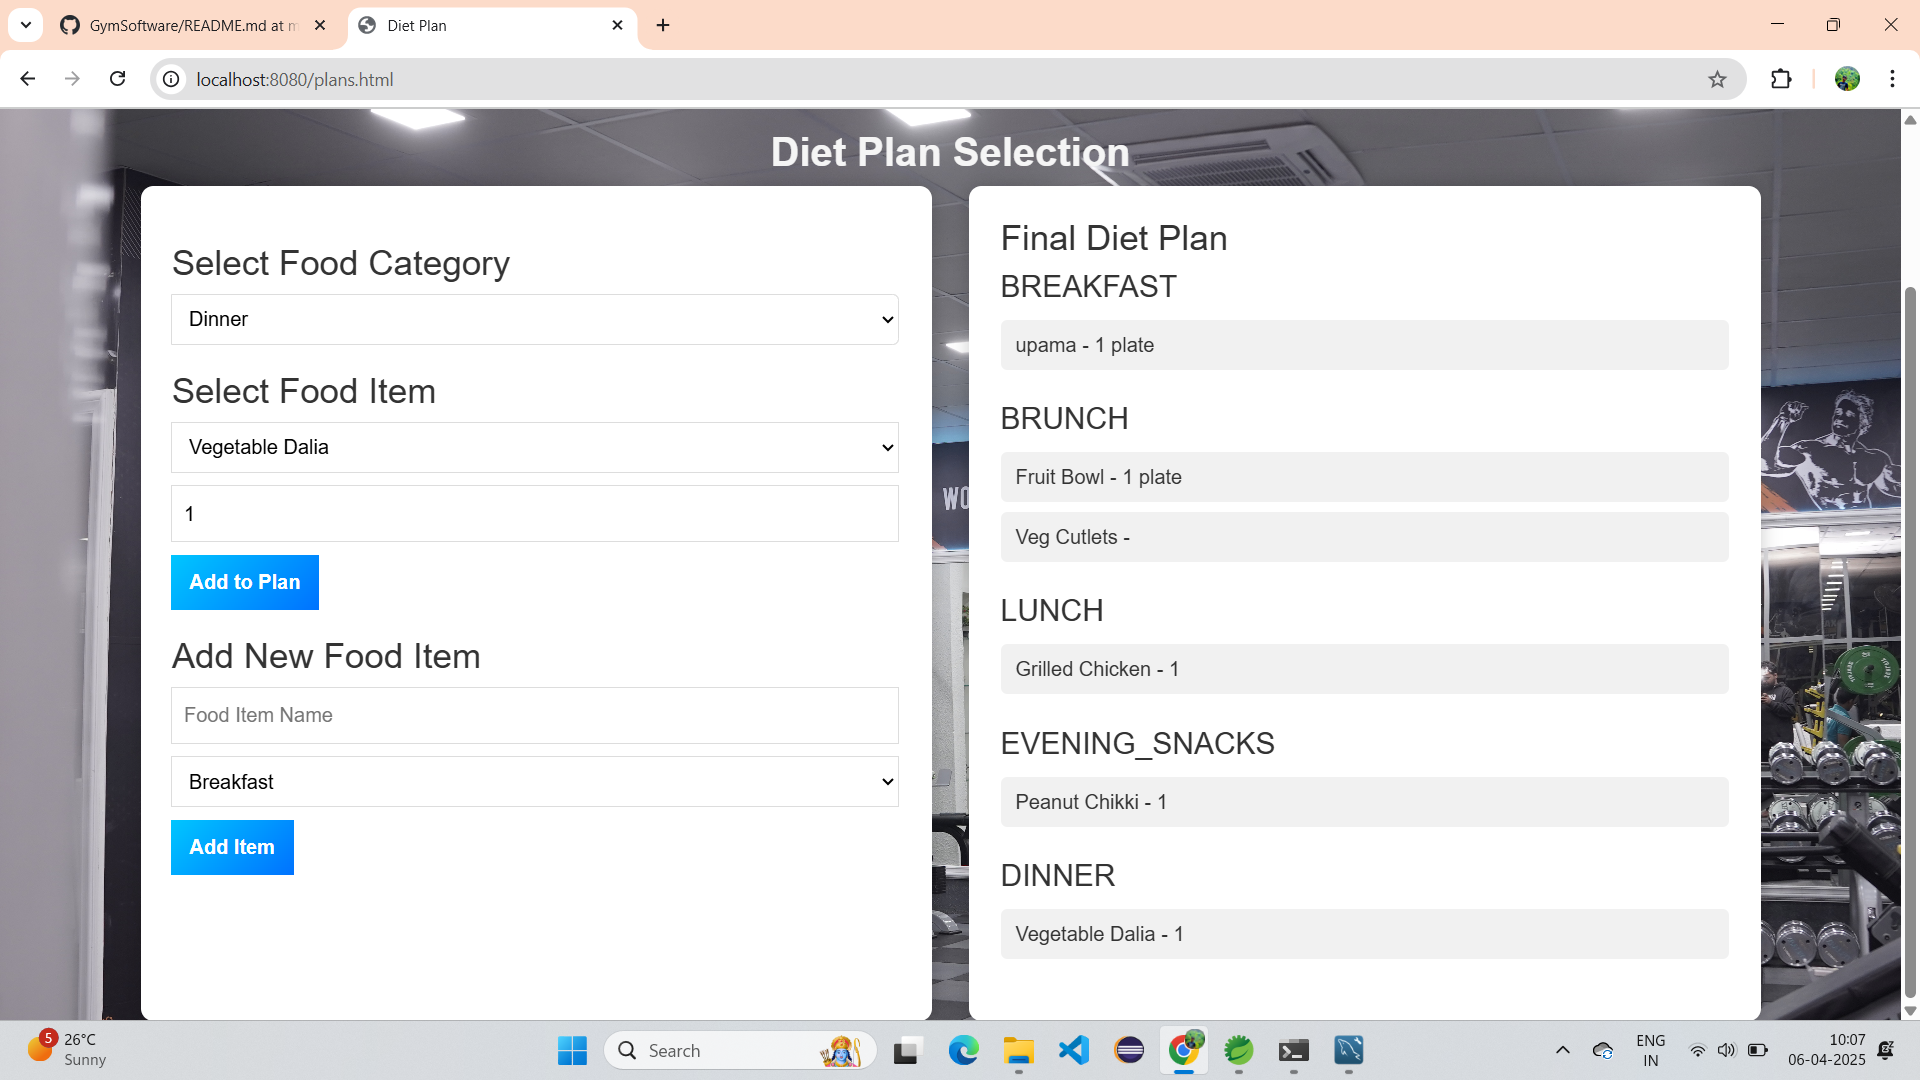 GymSoftware/README.md at m
Diet Plan
localhost:8080/plans.html
Diet Plan Selection
Select Food Category
Dinner
Select Food Item
Vegetable Dalia
1
Add to Plan
Add New Food Item
Food Item Name
Breakfast
Add Item
Final Diet Plan
BREAKFAST
upama - 1 plate
BRUNCH
Fruit Bowl - 1 plate
Veg Cutlets -
LUNCH
Grilled Chicken - 1
EVENING_SNACKS
Peanut Chikki - 1
DINNER
Vegetable Dalia - 1
WO
5
26°C
Sunny
Search
ENG
IN
10:07
06-04-2025